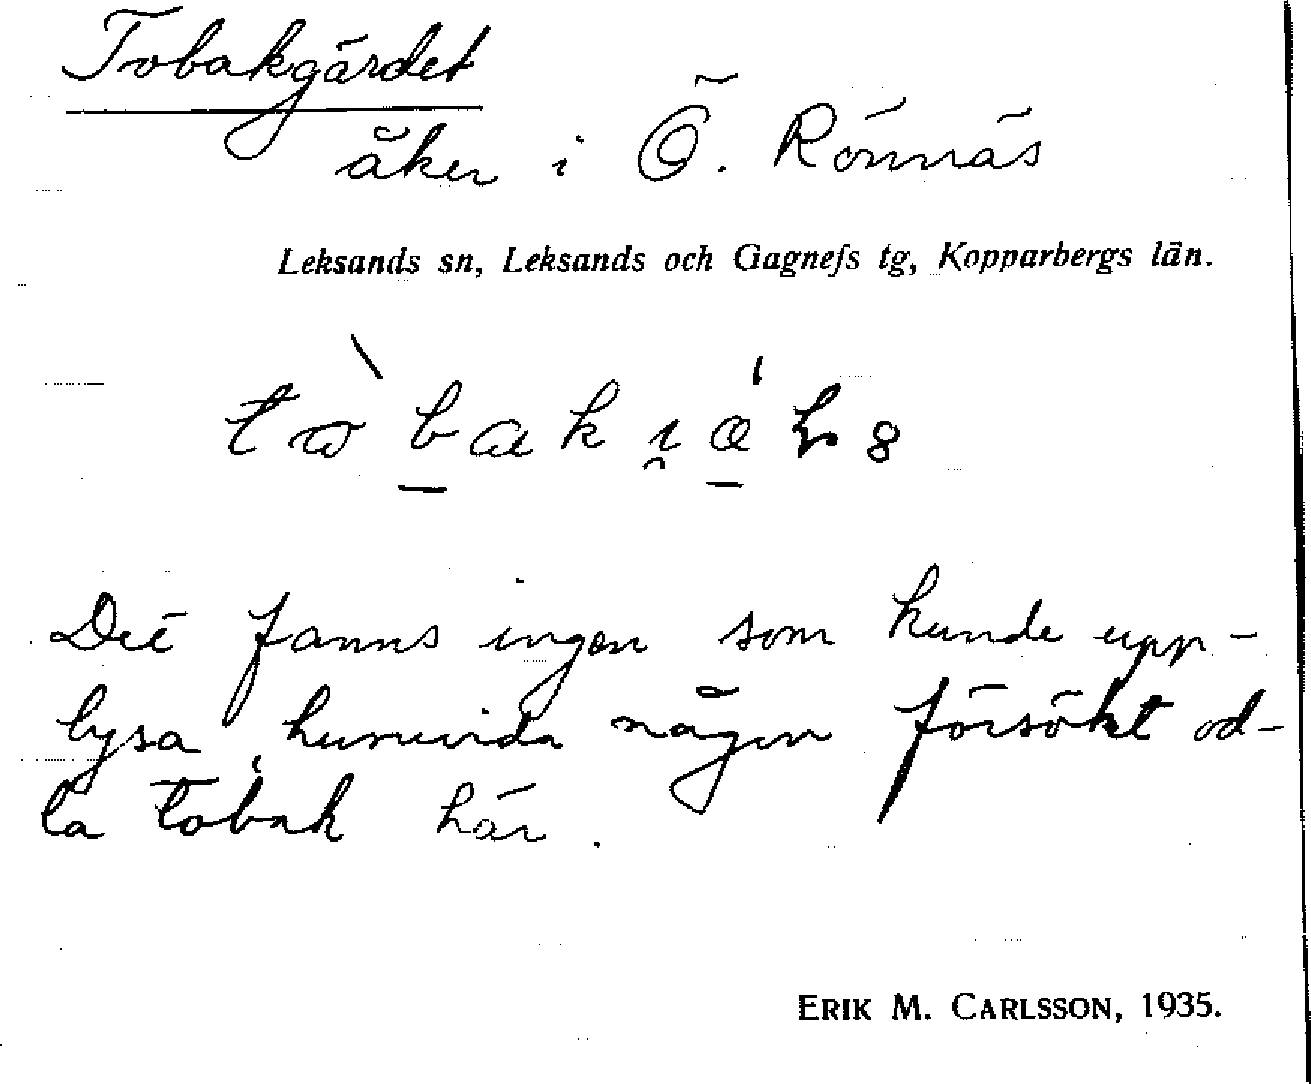 Tobakgärdet
åker i Ö. Rönnäs
Leksands sn, Leksands och Gagnefs tg, Kopparbergs län.
Det fanns ingen som kunde upp-
lysa, huruvida någon försökt od-
la tobak här.
ERIK M. CARLSSON, 1935.